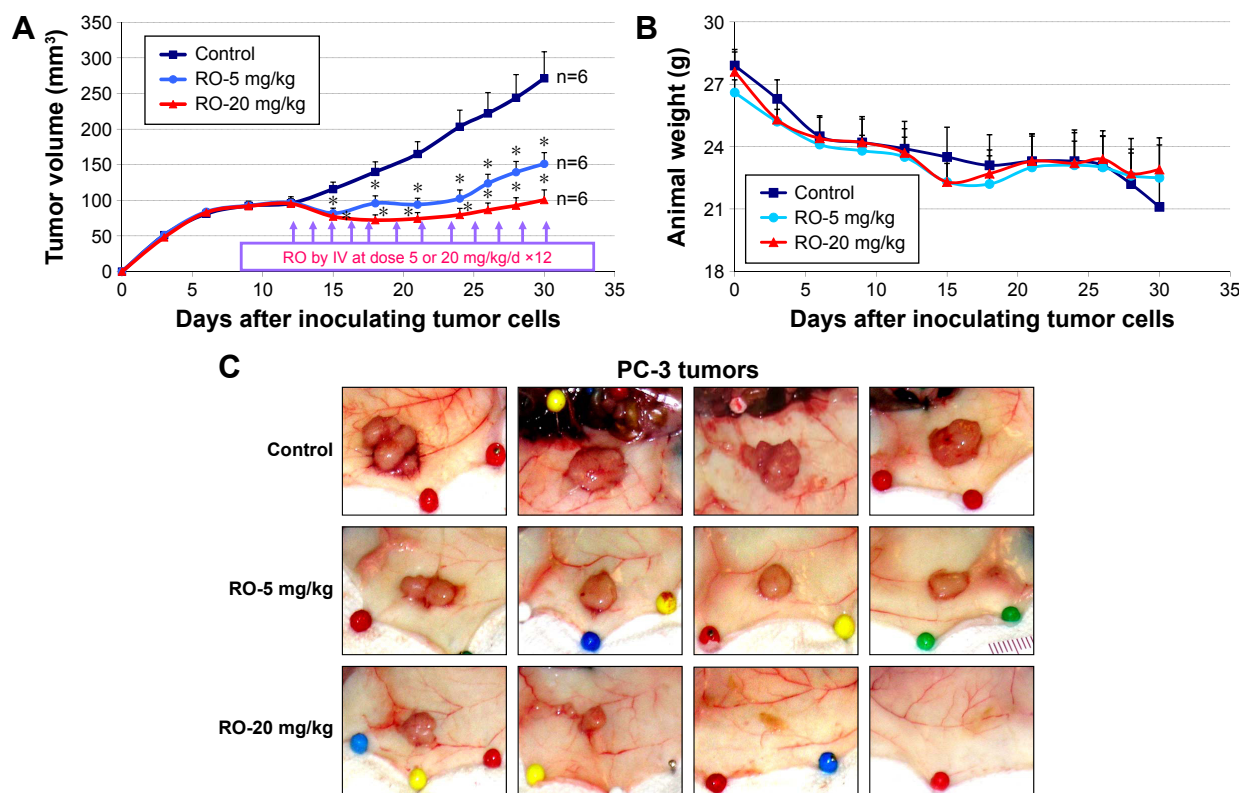 A
Tumor volume (mm³)
350
300
250
200
150
100
50
0
Control
RO-5 mg/kg
RO-20 mg/kg
n=6
n=6
n=6
* * * * * *
* * * * * * *
RO by IV at dose 5 or 20 mg/kg/d ×12
0 5 10 15 20 25 30 35
Days after inoculating tumor cells
B
Animal weight (g)
30
27
24
21
18
Control
RO-5 mg/kg
RO-20 mg/kg
0 5 10 15 20 25 30 35
Days after inoculating tumor cells
C
PC-3 tumors
Control
RO-5 mg/kg
RO-20 mg/kg